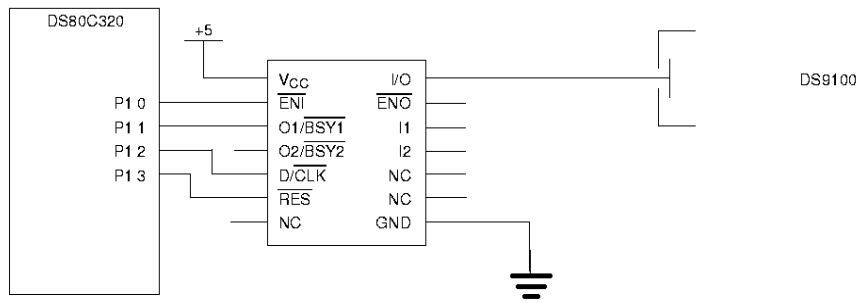 DS80C320
+5
VCC I/O
DS9100
P1 0 ENI ENO
P1 1 O1/BSY1 I1
P1 2 O2/BSY2 I2
P1 3 D/CLK NC
RES NC
NC GND